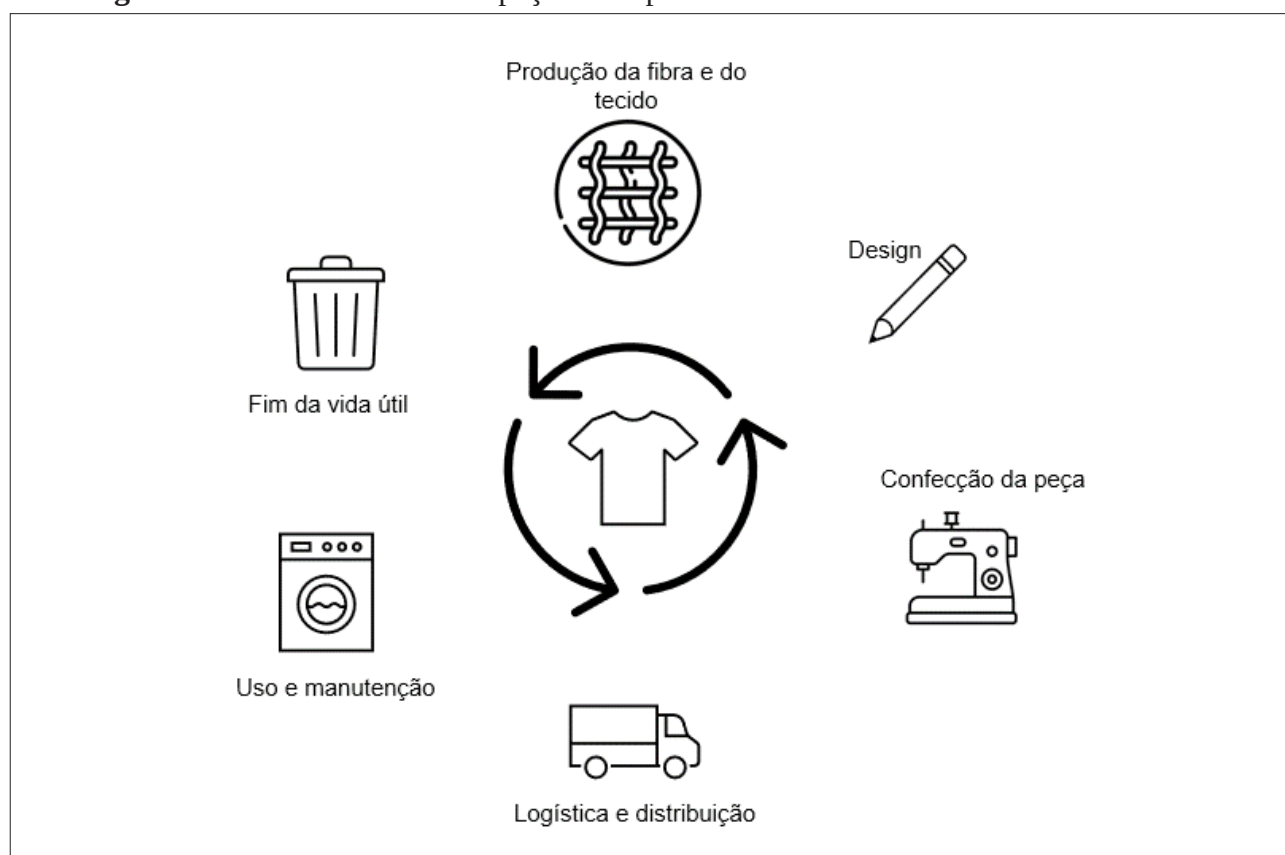 Produção da fibra e do
tecido
Design
Fim da vida útil
Confecção da peça
Uso e manutenção
Logística e distribuição